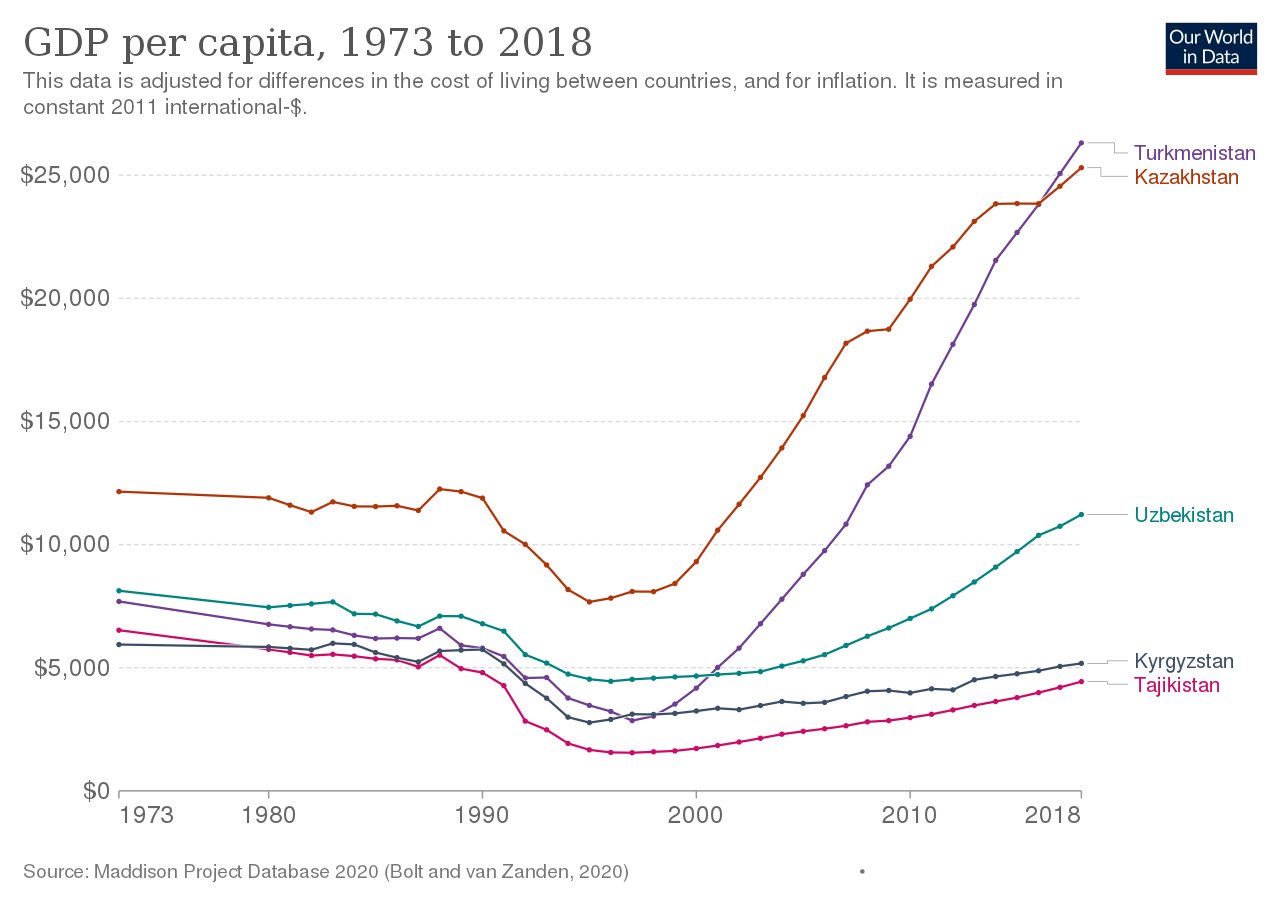 GDP per capita, 1973 to 2018
Our World
in Data
This data is adjusted for differences in the cost of living between countries, and for inflation. It is measured in
constant 2011 international-$.
Turkmenistan
$25,000
Kazakhstan
$20,000
$15,000
Uzbekistan
$10,000
$5,000
Kyrgyzstan
Tajikistan
$0
1973 1980 1990 2000 2010 2018
Source: Maddison Project Database 2020 (Bolt and van Zanden, 2020)
•